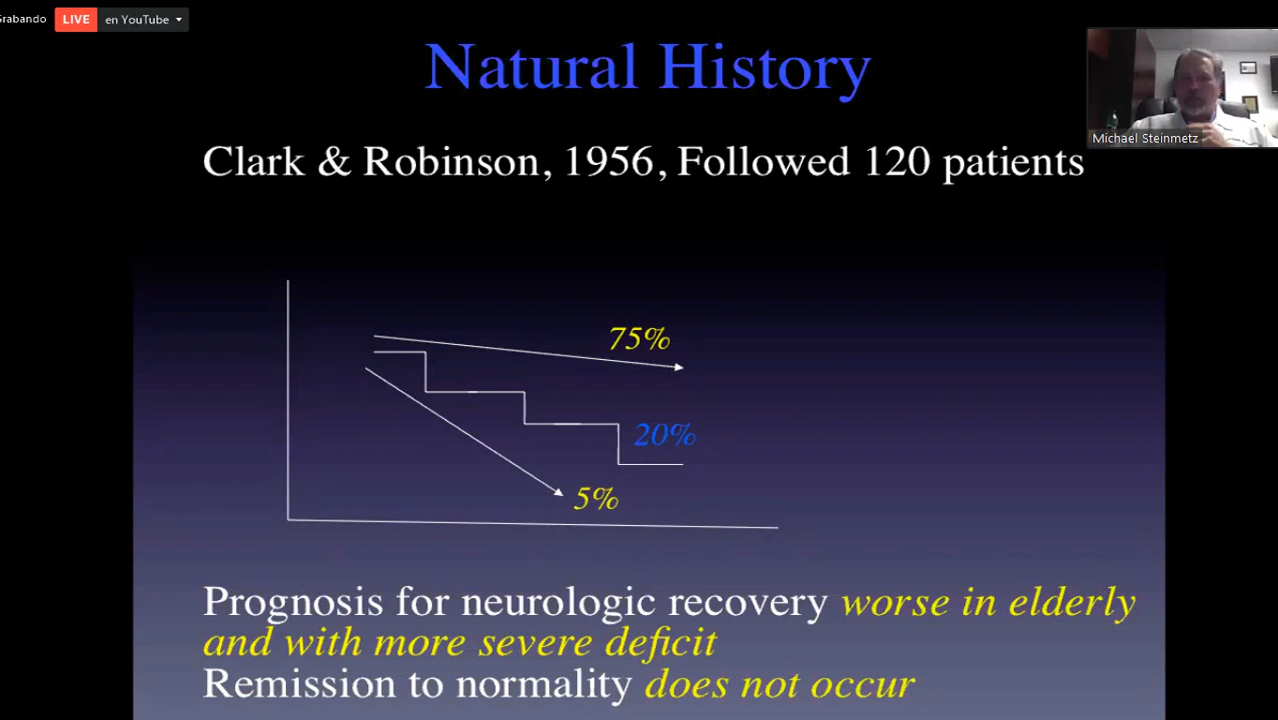 Grabando
LIVE en YouTube
Natural History
Michael Steinmetz
Clark & Robinson, 1956, Followed 120 patients
75%
20%
5%
Prognosis for neurologic recovery worse in elderly
and with more severe deficit
Remission to normality does not occur